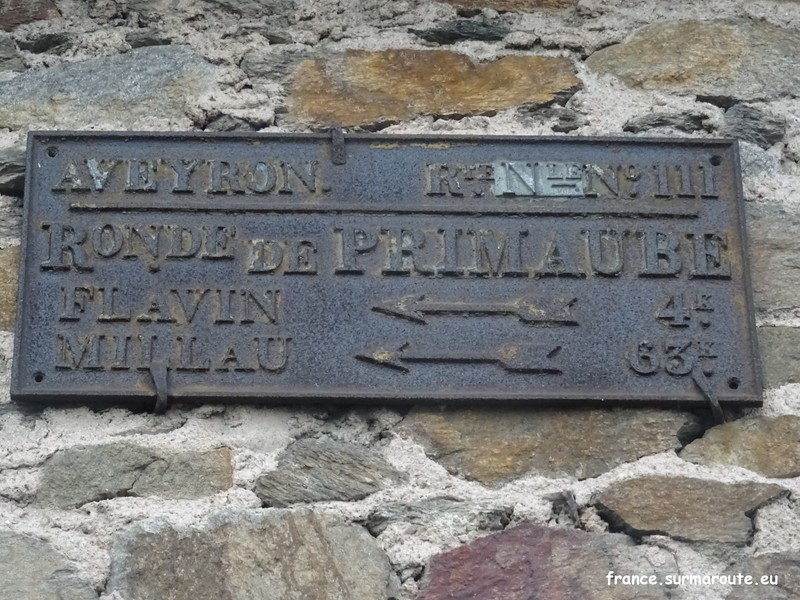 AVEYRON. RTE NLE NO. 111
RONDE DE PRIMAUBE
FLAVIN 4K.
MILLAU 63K.
france.surmaroute.eu